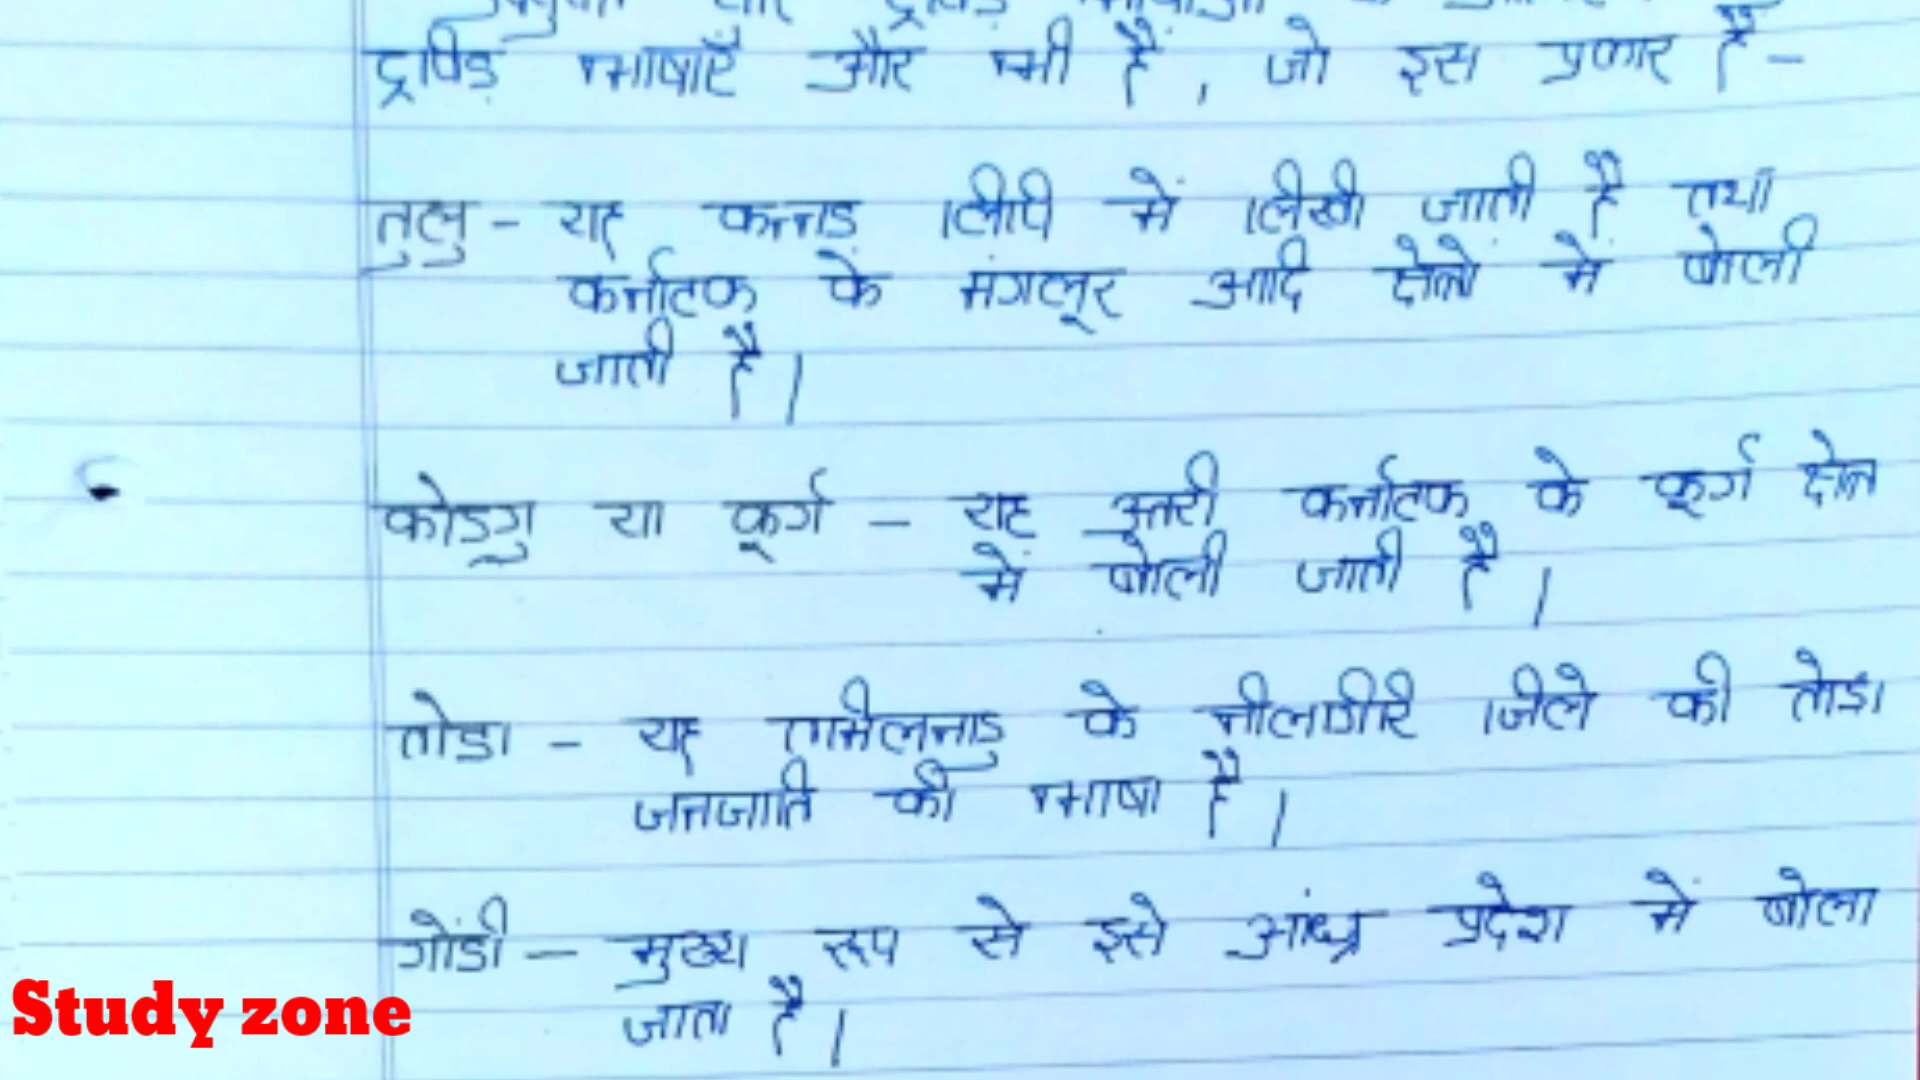 द्रविड़ भाषाएँ और भी हैं, जो इस प्रकार हैं -
तुलु - यह कन्नड लिपि में लिखी जाती है तथा
कर्नाटक के मंगलूर आदि क्षेत्रों में बोली
जाती है।
कोडगु या कूर्ग - यह उत्तरी कर्नाटक के कूर्ग क्षेत्र
में बोली जाती है।
तोडा - यह तमिलनाडु के नीलगिरि जिले की तोडा
जनजाति की भाषा है।
गोंडी - मुख्य रूप से इसे आंध्र प्रदेश में बोला
जाता है।
Study zone